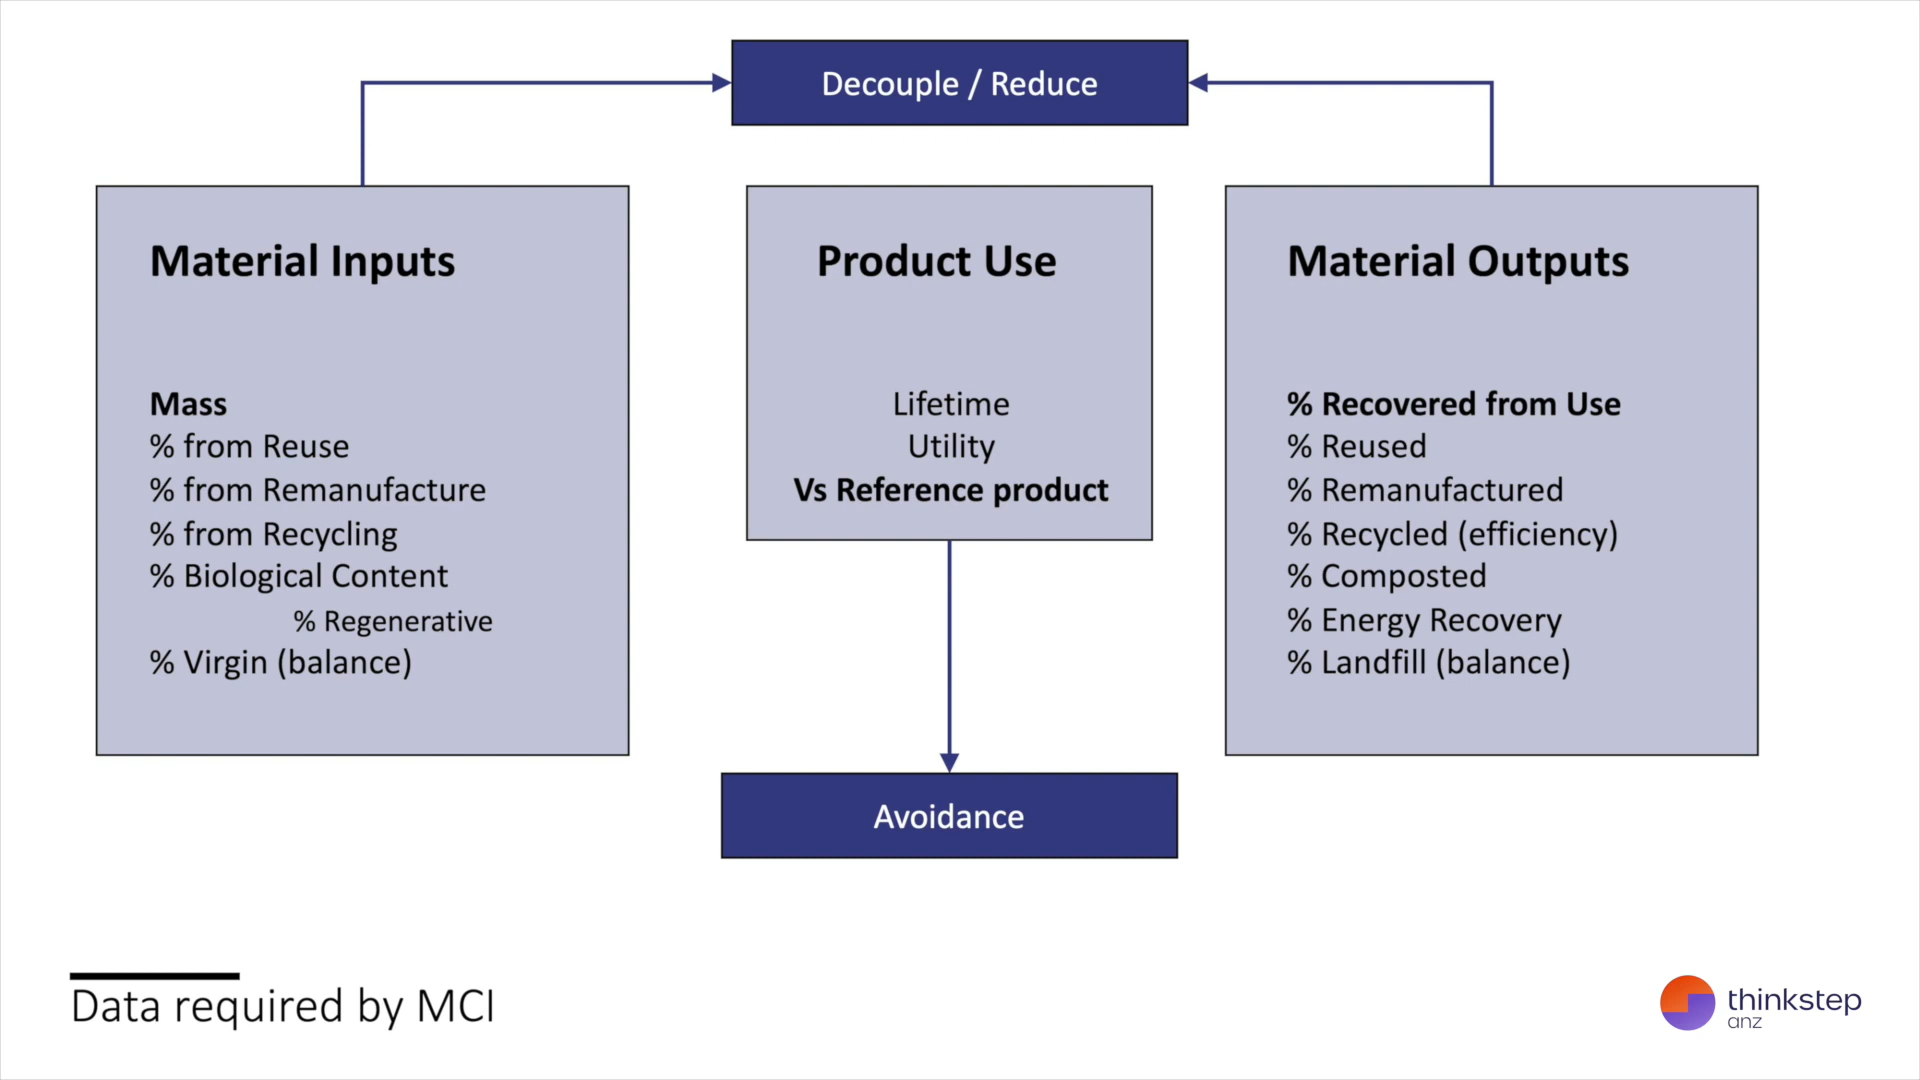 Decouple / Reduce
Material Inputs
Mass
% from Reuse
% from Remanufacture
% from Recycling
% Biological Content
% Regenerative
% Virgin (balance)
Product Use
Lifetime
Utility
Vs Reference product
Material Outputs
% Recovered from Use
% Reused
% Remanufactured
% Recycled (efficiency)
% Composted
% Energy Recovery
% Landfill (balance)
Avoidance
Data required by MCI
thinkstep
anz